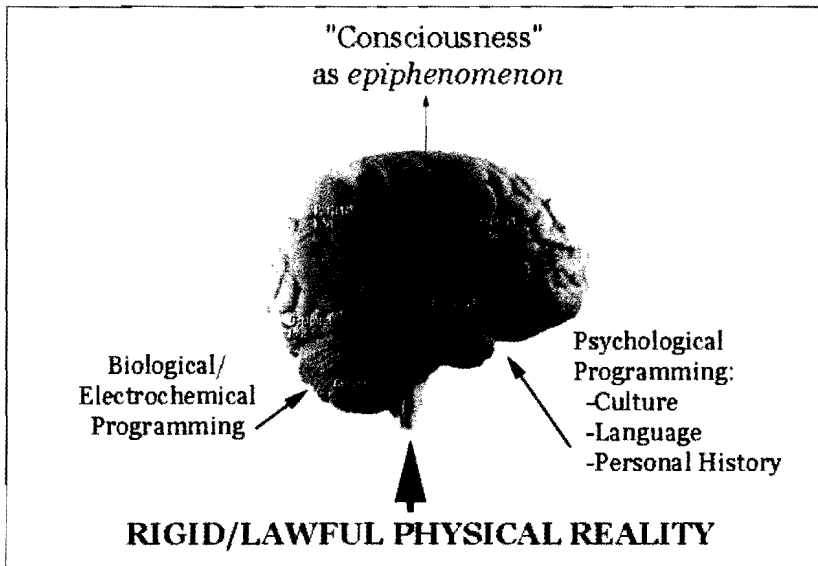 "Consciousness"
as epiphenomenon
Biological/
Electrochemical
Programming
Psychological
Programming:
-Culture
-Language
-Personal History
RIGID/LAWFUL PHYSICAL REALITY